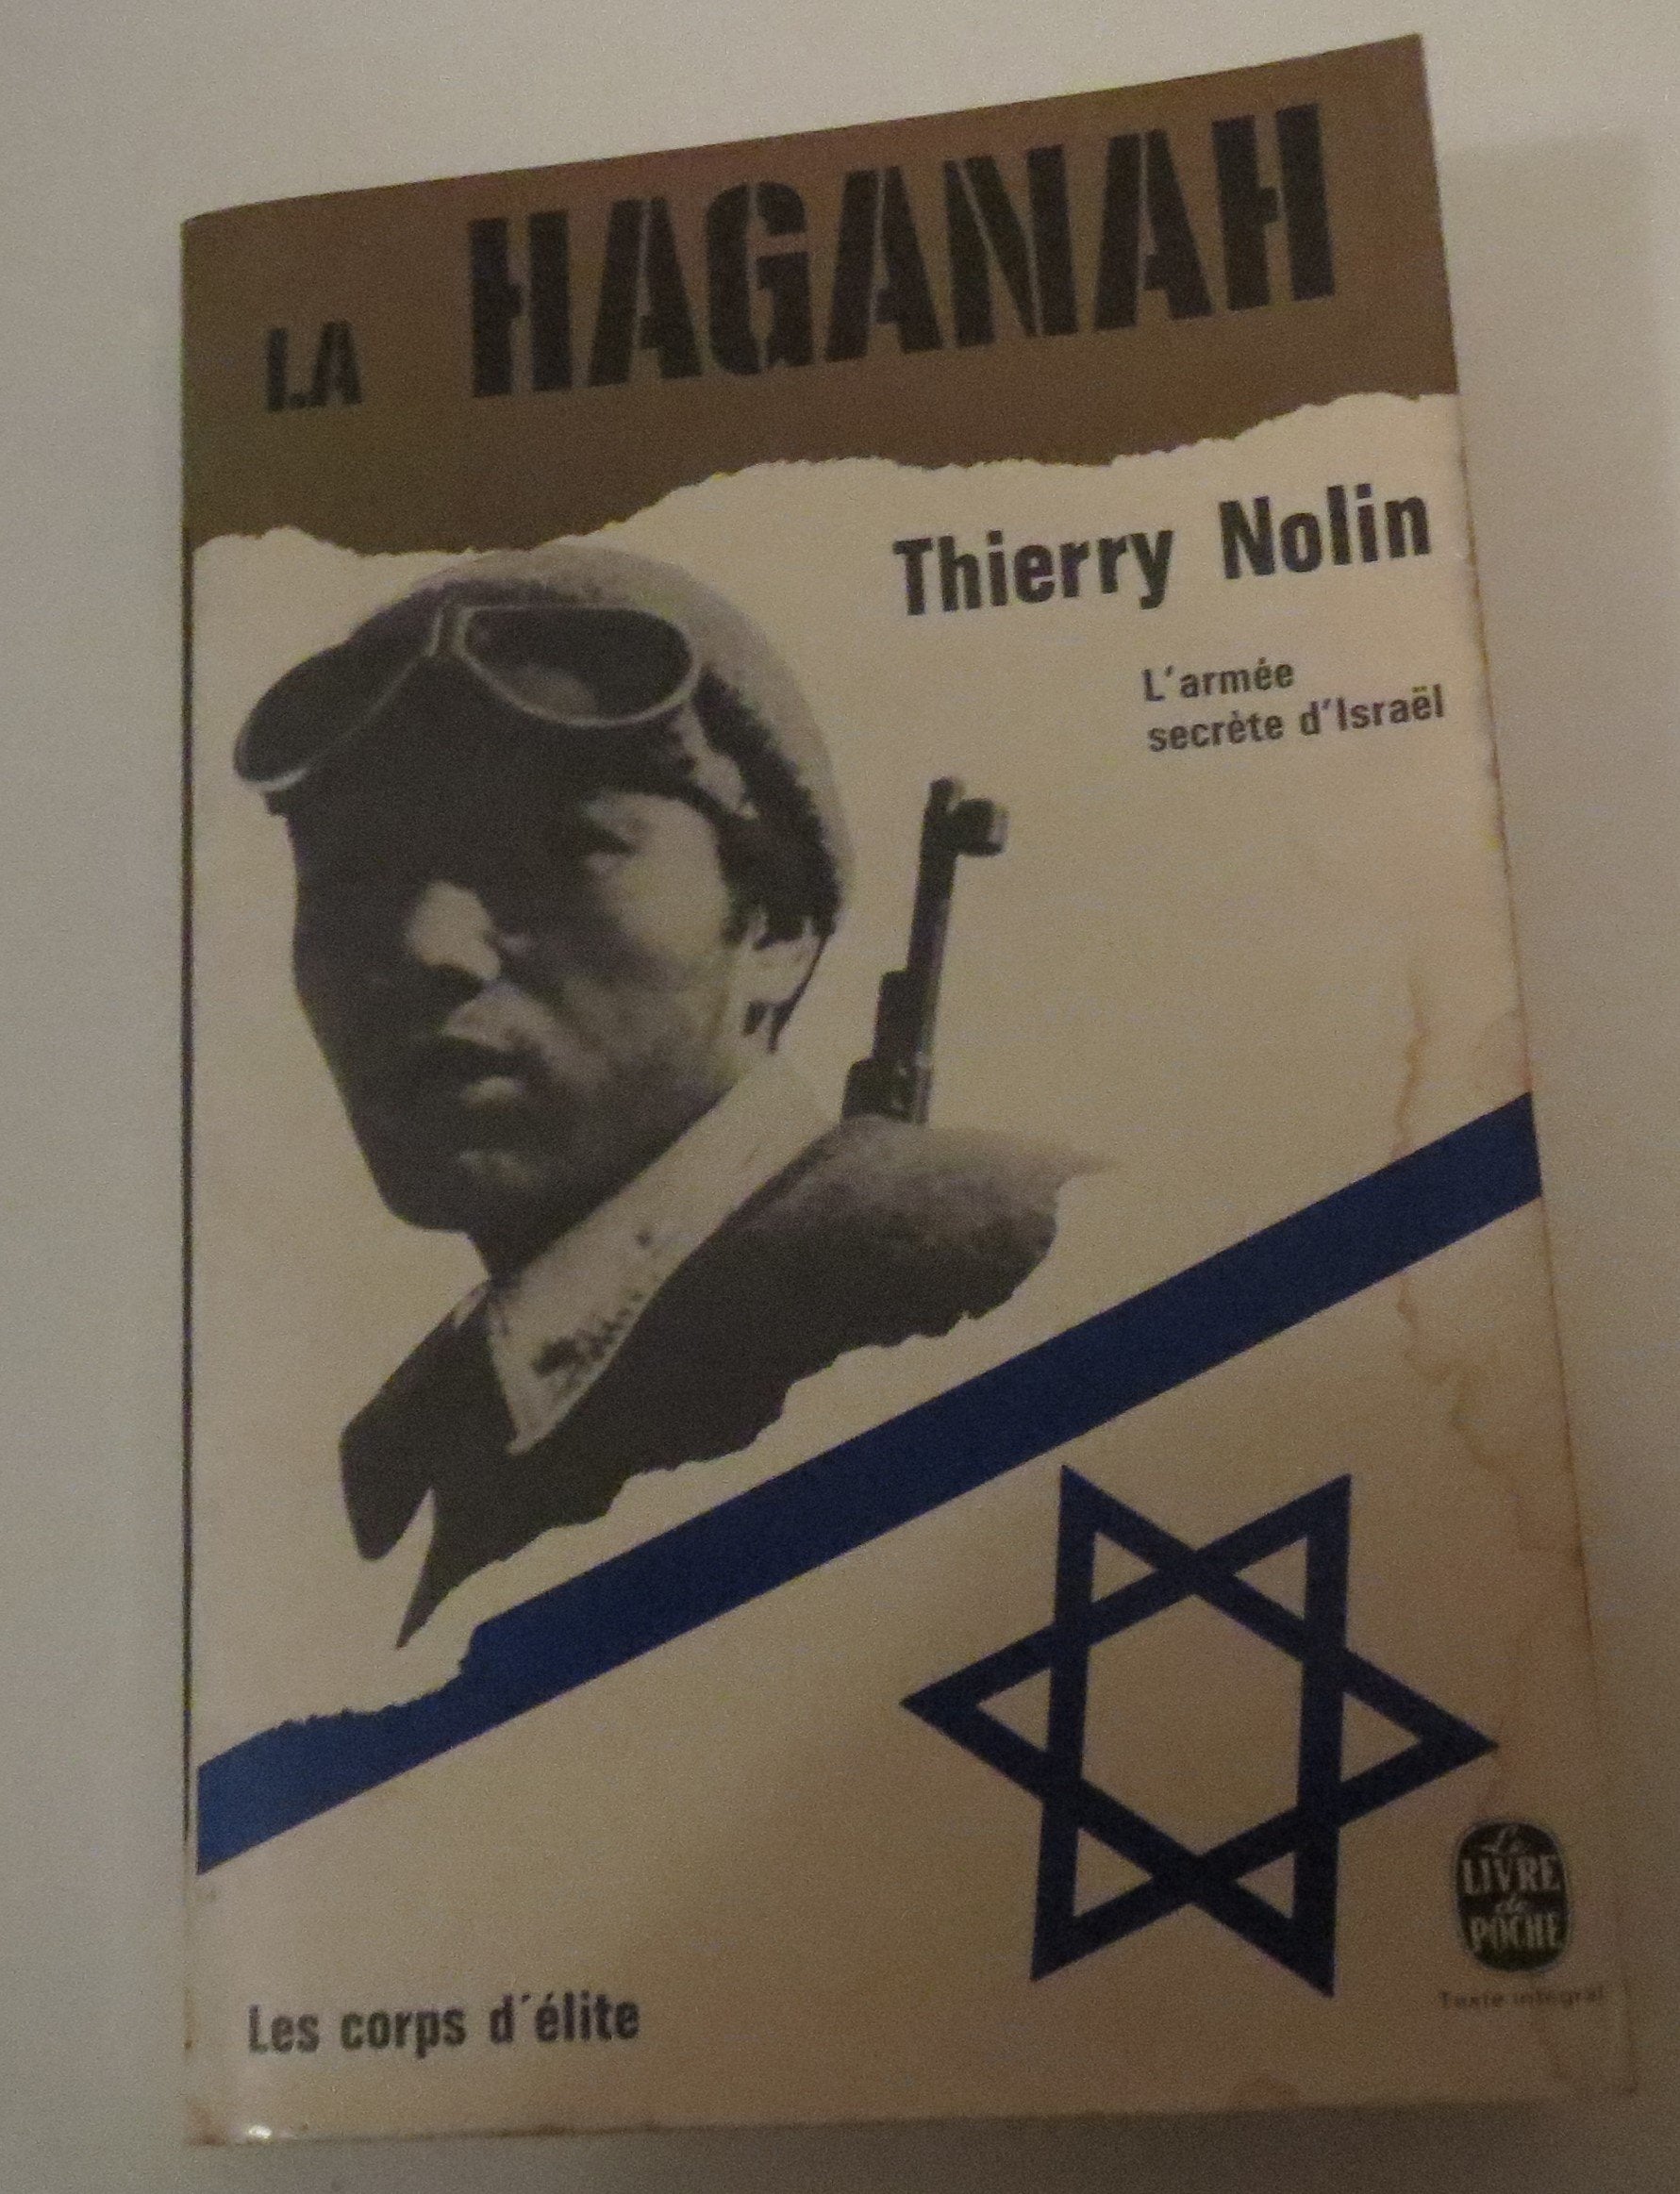 LA HAGANAH
Thierry Nolin
L'armée
secrète d'Israël
Les corps d'élite
Le
LIVRE
de
POCHE
Texte intégral